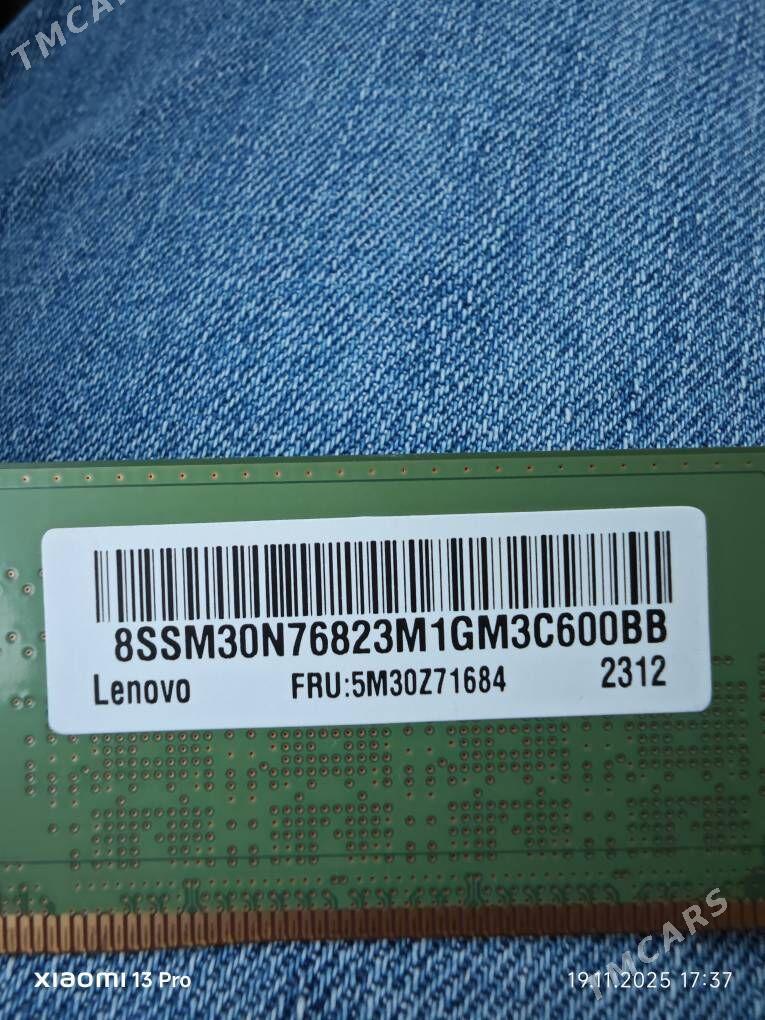 TMCARS
8SSM30N76823M1GM3C600BB
Lenovo FRU:5M30Z71684 2312
TMCARS
xiaomi 13 Pro 19.11.2025 17:37